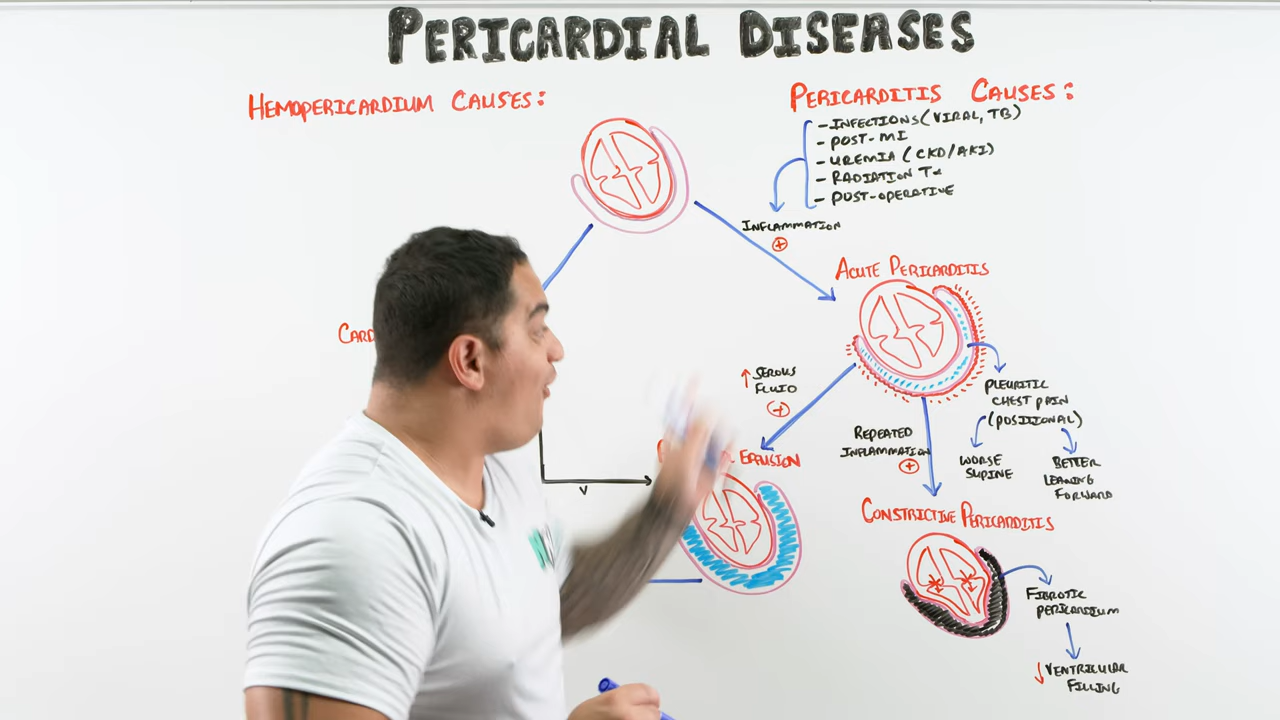 PERICARDIAL DISEASES
HEMOPERICARDIUM CAUSES:
PERICARDITIS CAUSES:
- INFECTIONS (VIRAL, TB)
- POST-MI
- UREMIA (CKD/AKI)
- RADIATION Tx
- POST-OPERATIVE
INFLAMMATION
+
ACUTE PERICARDITIS
CARD
↑ SEROUS
FLUID
+
PLEURITIC
CHEST PAIN
(POSITIONAL)
REPEATED
INFLAMMATION
+
WORSE
SUPINE
BETTER
LEANING
FORWARD
EFFUSION
V
CONSTRICTIVE PERICARDITIS
FIBROTIC
PERICARDIUM
↓ VENTRICULAR
FILLING